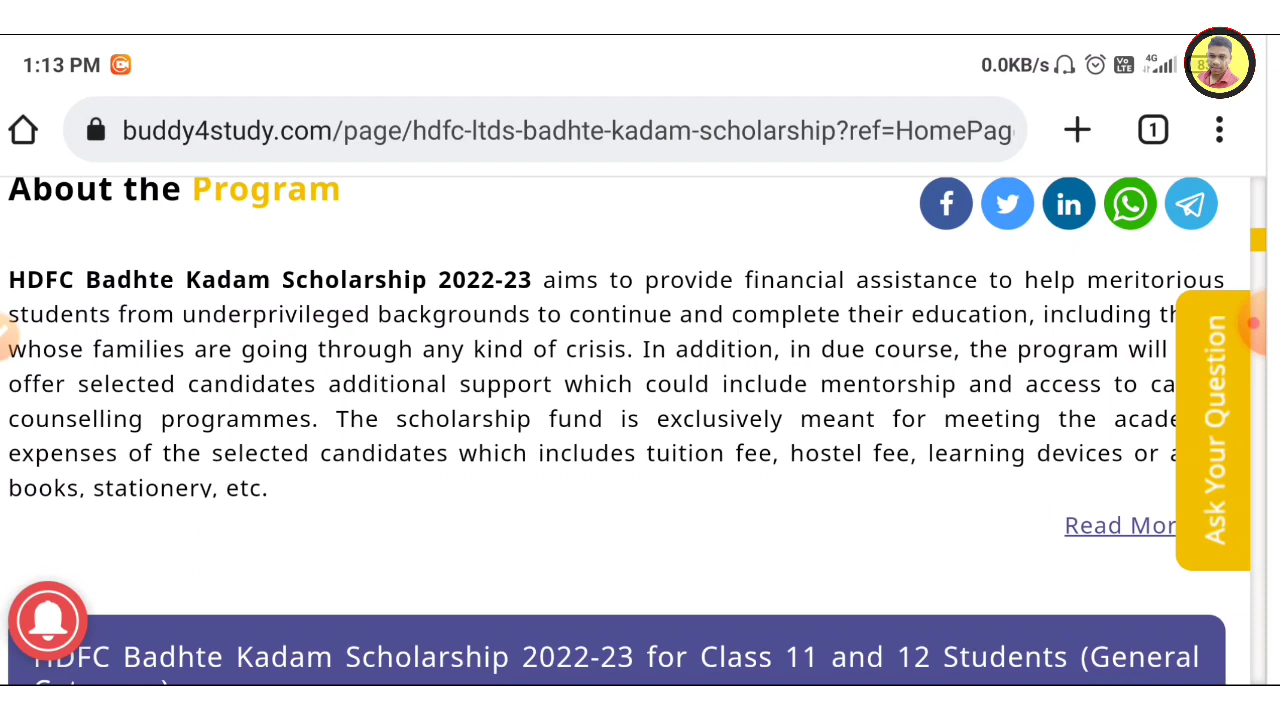 1:13 PM
0.0KB/s 4G Vo LTE
buddy4study.com/page/hdfc-ltds-badhte-kadam-scholarship?ref=HomePag
1
About the Program
HDFC Badhte Kadam Scholarship 2022-23 aims to provide financial assistance to help meritorious
students from underprivileged backgrounds to continue and complete their education, including
whose families are going through any kind of crisis. In addition, in due course, the program will
offer selected candidates additional support which could include mentorship and access to
counselling programmes. The scholarship fund is exclusively meant for meeting the
expenses of the selected candidates which includes tuition fee, hostel fee, learning devices or
books, stationery, etc.
Read Mor
Ask Your Question
HDFC Badhte Kadam Scholarship 2022-23 for Class 11 and 12 Students (General